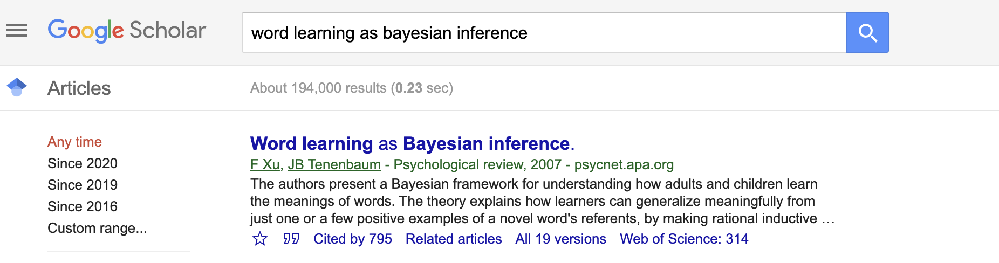 Google Scholar
word learning as bayesian inference
Articles
About 194,000 results (0.23 sec)
Any time
Since 2020
Since 2019
Since 2016
Custom range...
Word learning as Bayesian inference.
F Xu, JB Tenenbaum - Psychological review, 2007 - psycnet.apa.org
The authors present a Bayesian framework for understanding how adults and children learn
the meanings of words. The theory explains how learners can generalize meaningfully from
just one or a few positive examples of a novel word's referents, by making rational inductive …
Cited by 795 Related articles All 19 versions Web of Science: 314